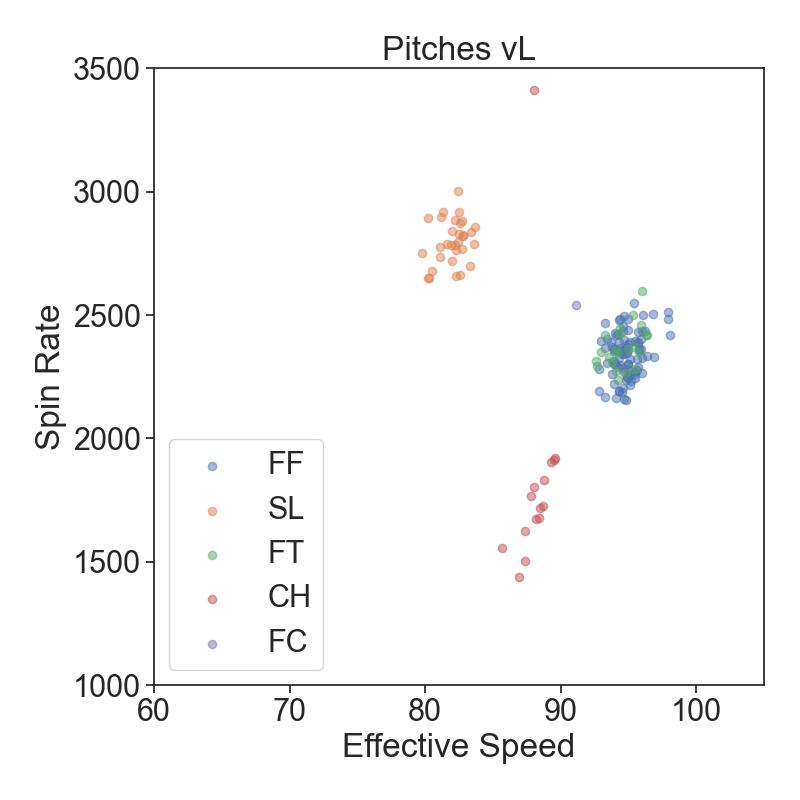 Pitches vL
3500
3000
2500
2000
1500
1000
Spin Rate
FF
SL
FT
CH
FC
60 70 80 90 100
Effective Speed